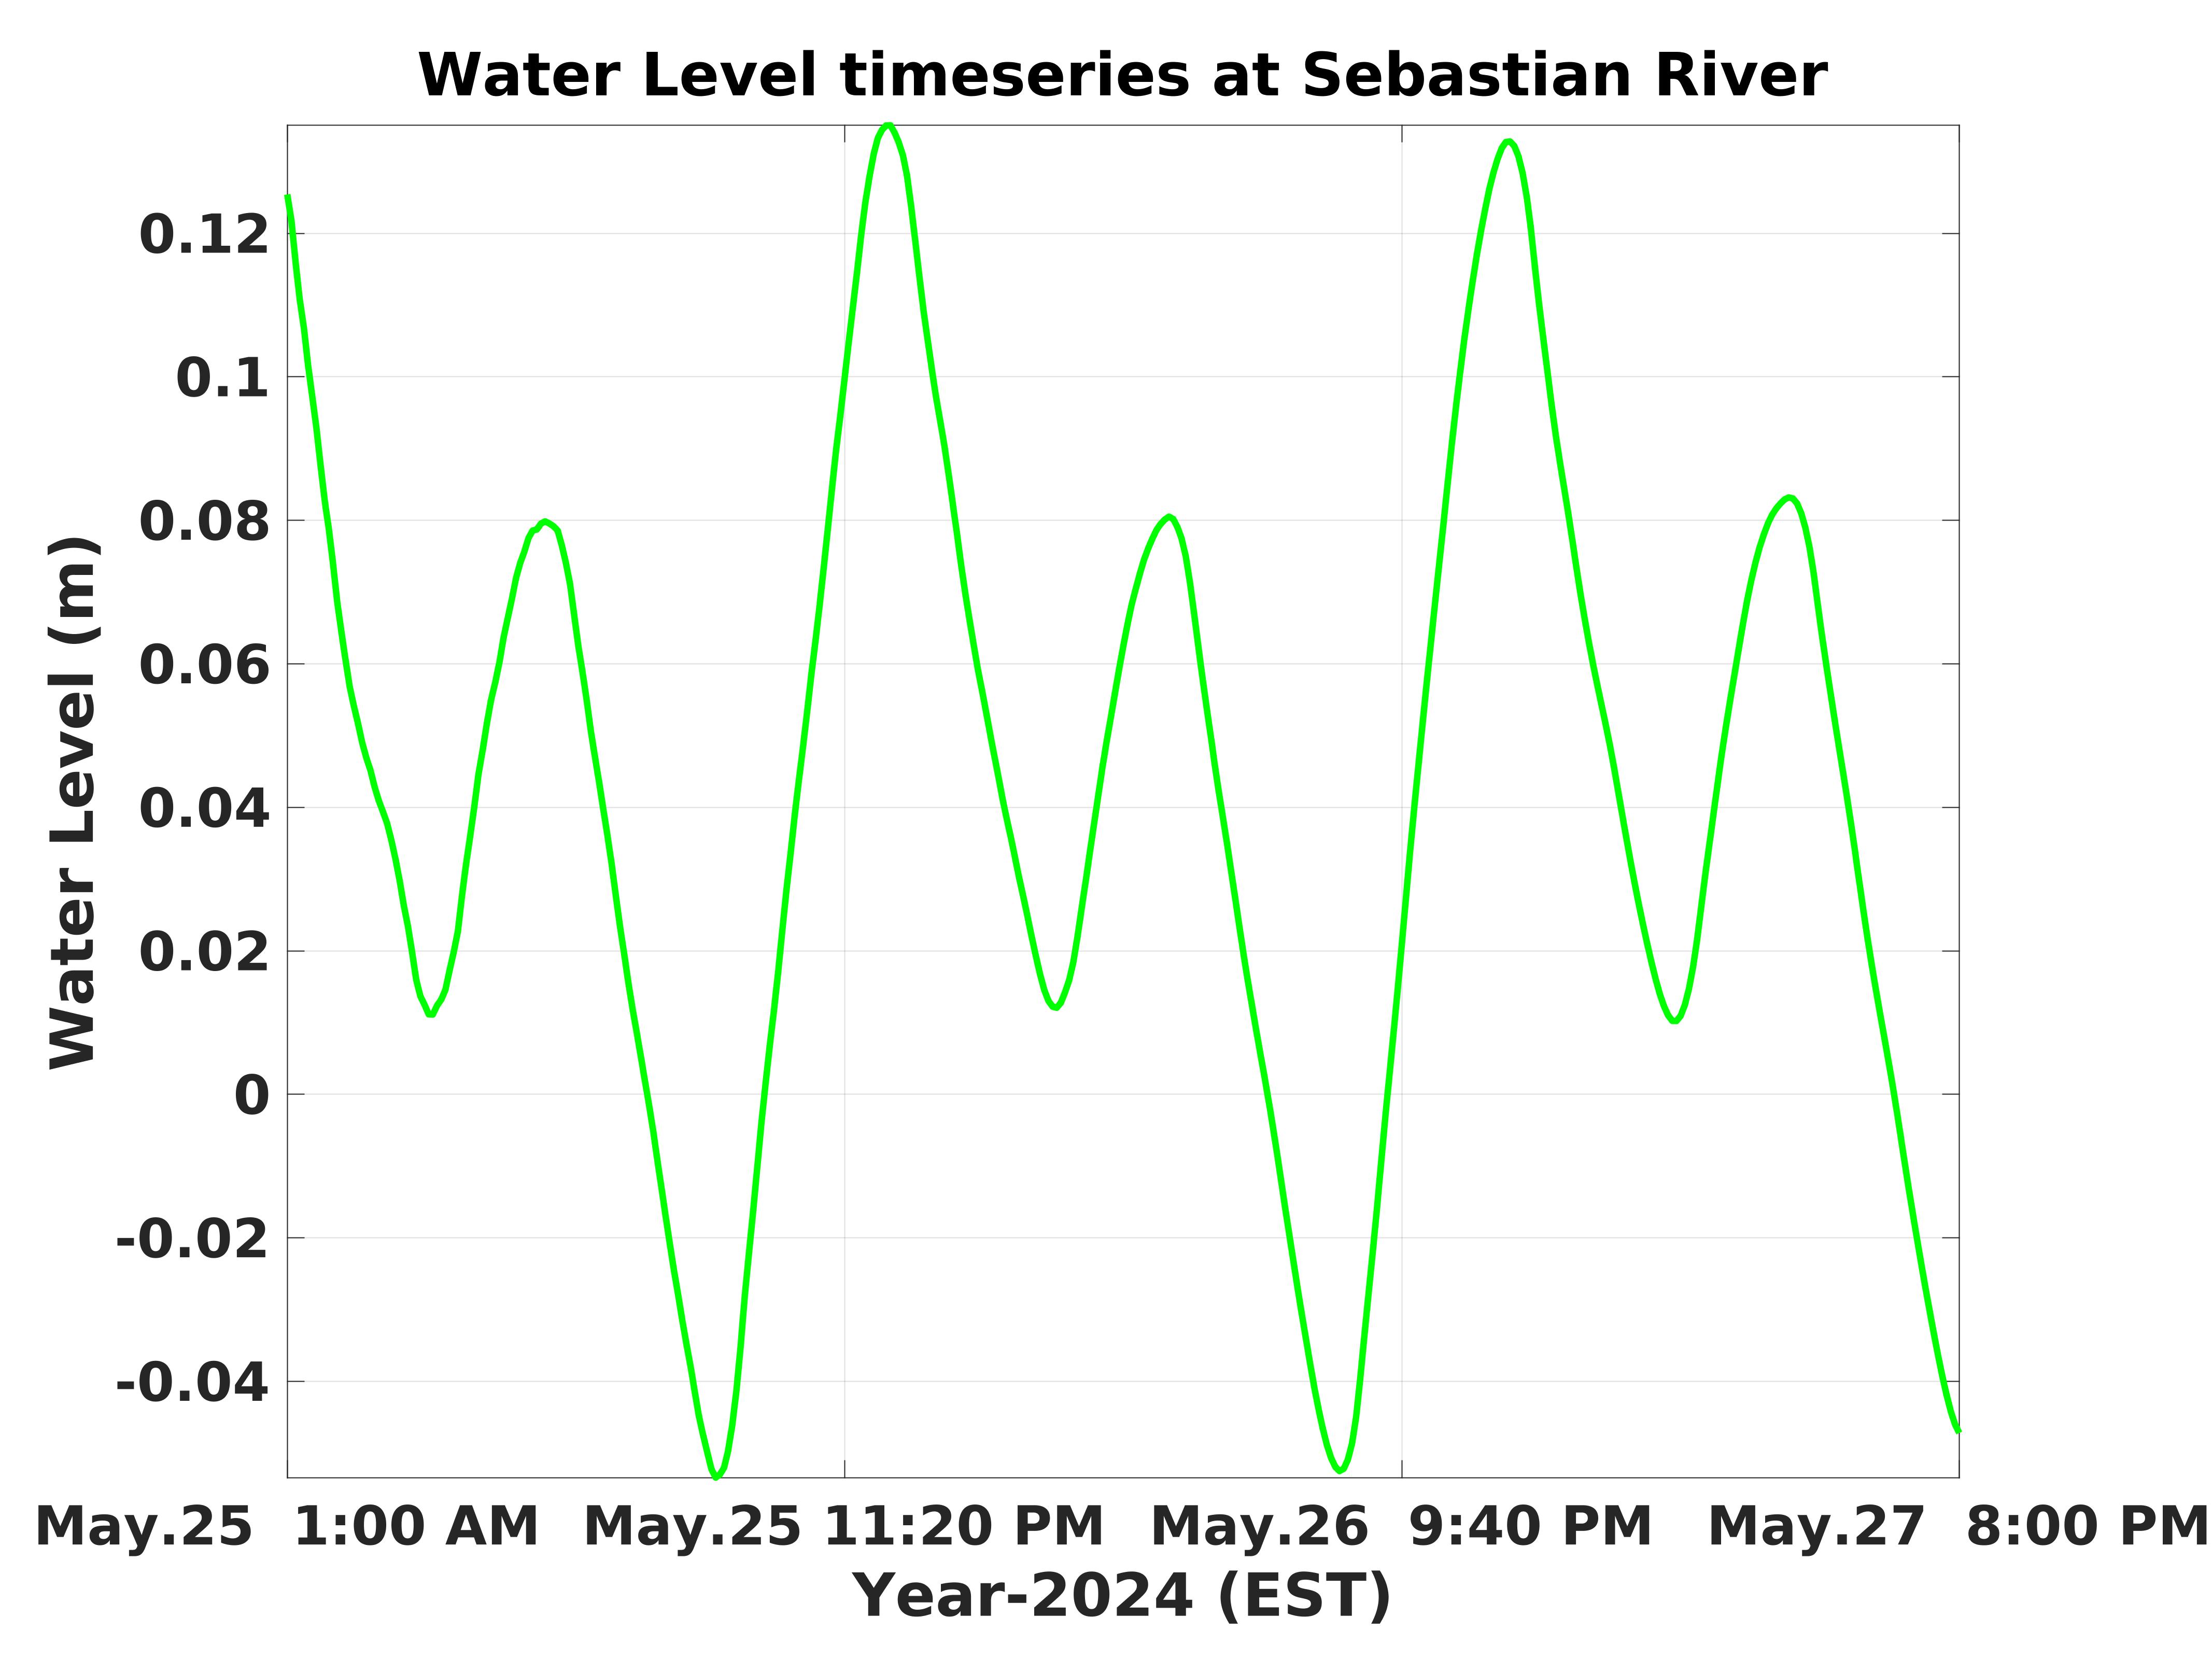 Water Level timeseries at Sebastian River
0.12
0.1
0.08
0.06
0.04
0.02
0
-0.02
-0.04
Water Level (m)
May.25 1:00 AM May.25 11:20 PM May.26 9:40 PM May.27 8:00 PM
Year-2024 (EST)